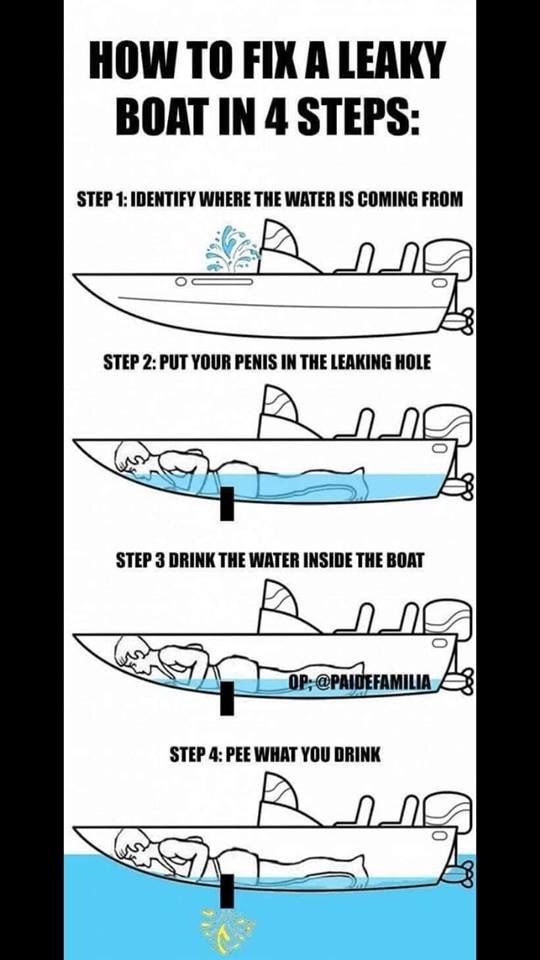 HOW TO FIX A LEAKY
BOAT IN 4 STEPS:
STEP 1: IDENTIFY WHERE THE WATER IS COMING FROM
STEP 2: PUT YOUR PENIS IN THE LEAKING HOLE
STEP 3 DRINK THE WATER INSIDE THE BOAT
OP; @PAIDEFAMILIA
STEP 4: PEE WHAT YOU DRINK